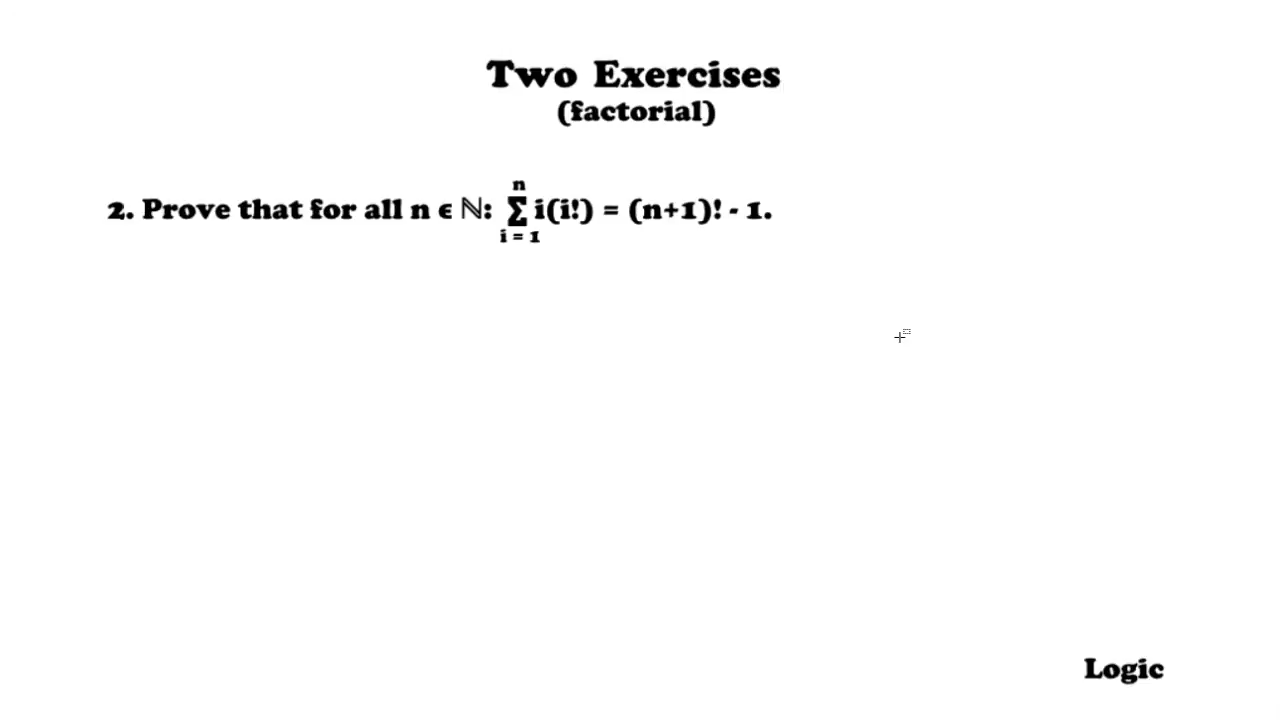 Two Exercises
(factorial)
2. Prove that for all n ϵ ℕ: n Σ i = 1 i(i!) = (n+1)! - 1.
Logic